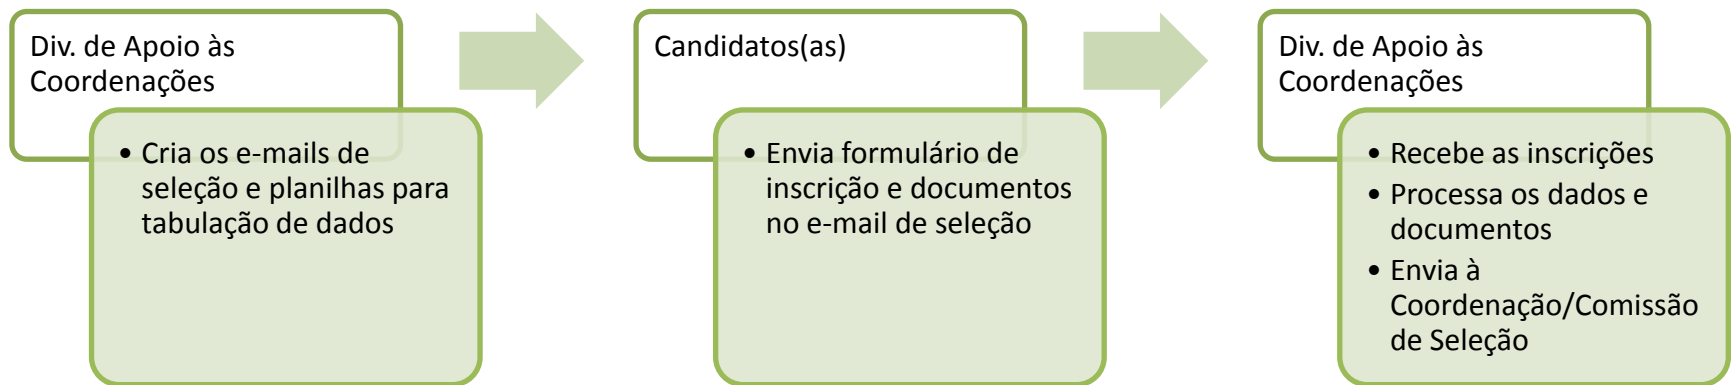 Div. de Apoio às
Coordenações
• Cria os e-mails de
seleção e planilhas para
tabulação de dados
Candidatos(as)
• Envia formulário de
inscrição e documentos
no e-mail de seleção
Div. de Apoio às
Coordenações
• Recebe as inscrições
• Processa os dados e
documentos
• Envia à
Coordenação/Comissão
de Seleção